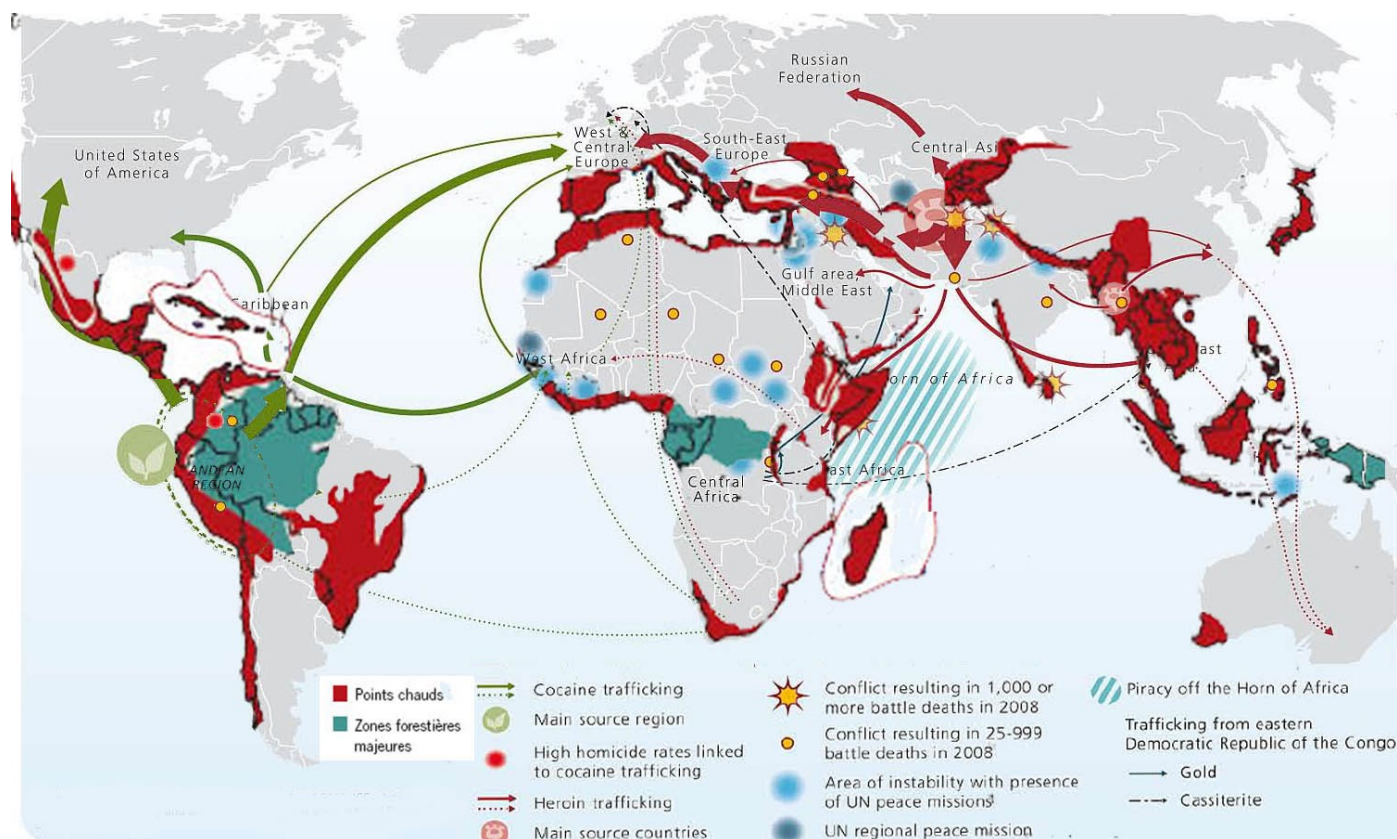 Russian
Federation
West &
Central
Europe
South-East
Europe
Central Asi
United States
of America
Gulf area,
Middle East
Caribbean
West Africa
ast
orn of Africa
ANDEAN
REGION
ast Africa
Central
Africa
Points chauds
Zones forestières
majeures
Cocaine trafficking
Main source region
High homicide rates linked
to cocaine trafficking
Heroin trafficking
Main source countries
Conflict resulting in 1,000 or
more battle deaths in 2008
Conflict resulting in 25-999
battle deaths in 2008
Area of instability with presence
of UN peace missions
UN regional peace mission
Piracy off the Horn of Africa
Trafficking from eastern
Democratic Republic of the Congo
Gold
Cassiterite